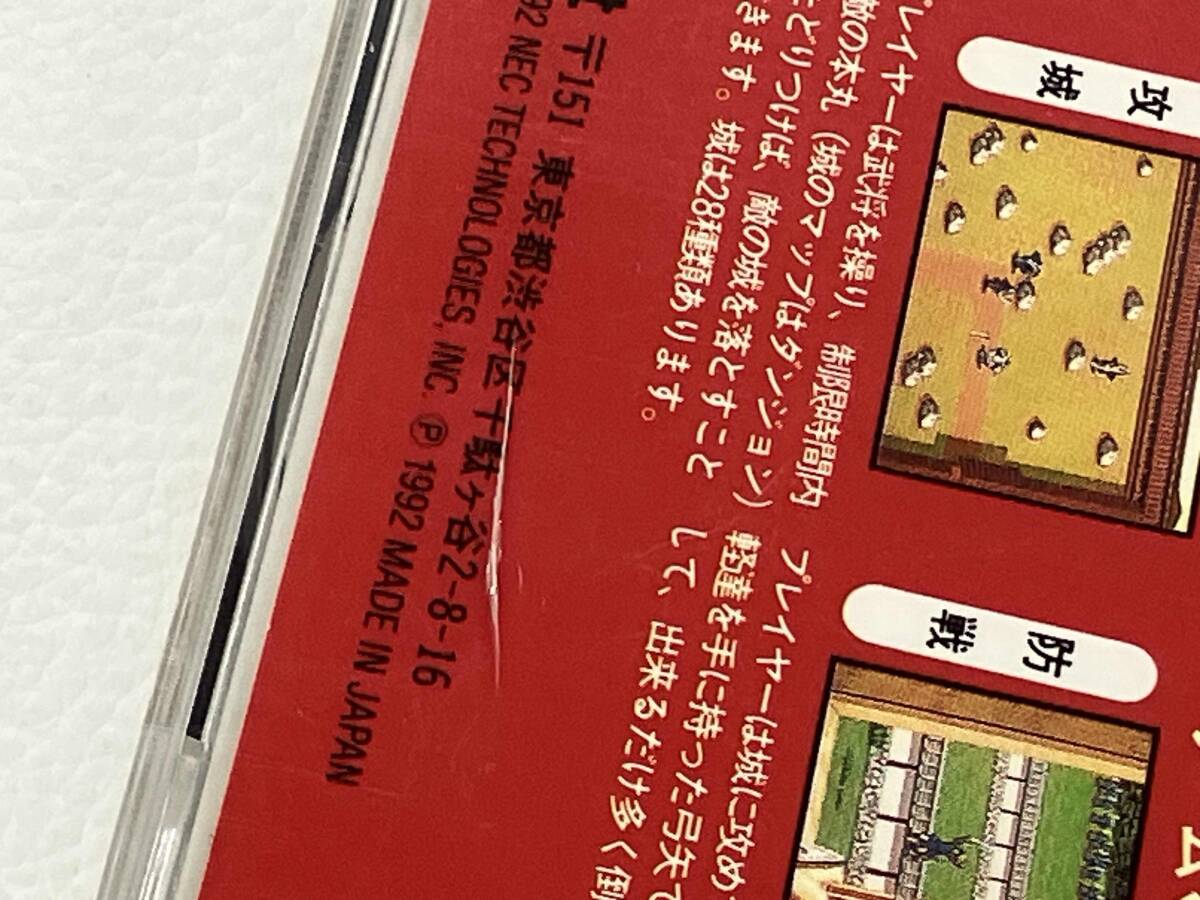 攻城
プレイヤーは武将を操り、制限時間内
敵の本丸（城のマップはダンジョン）
たどりつけば、敵の城を落とすこと
きます。城は28種類あります。
防戦
プレイヤーは城に攻め
軽達を手に持った弓矢で
して、出来るだけ多く倒
〒151 東京都渋谷区千駄ヶ谷2-8-16
92 NEC TECHNOLOGIES, INC. Ⓟ 1992 MADE IN JAPAN